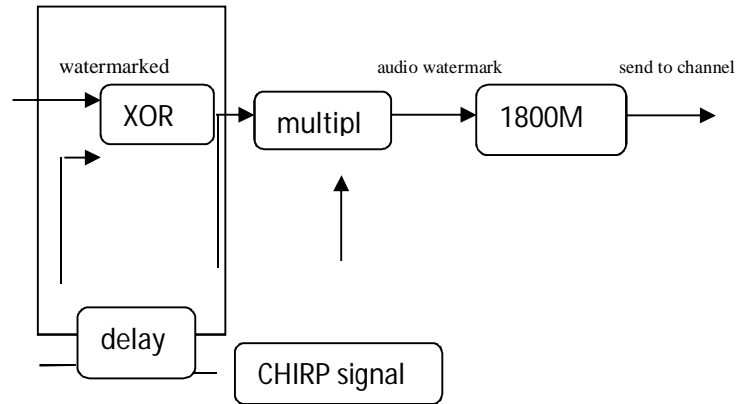 watermarked
audio watermark
send to channel
XOR
multipl
1800M
delay
CHIRP signal